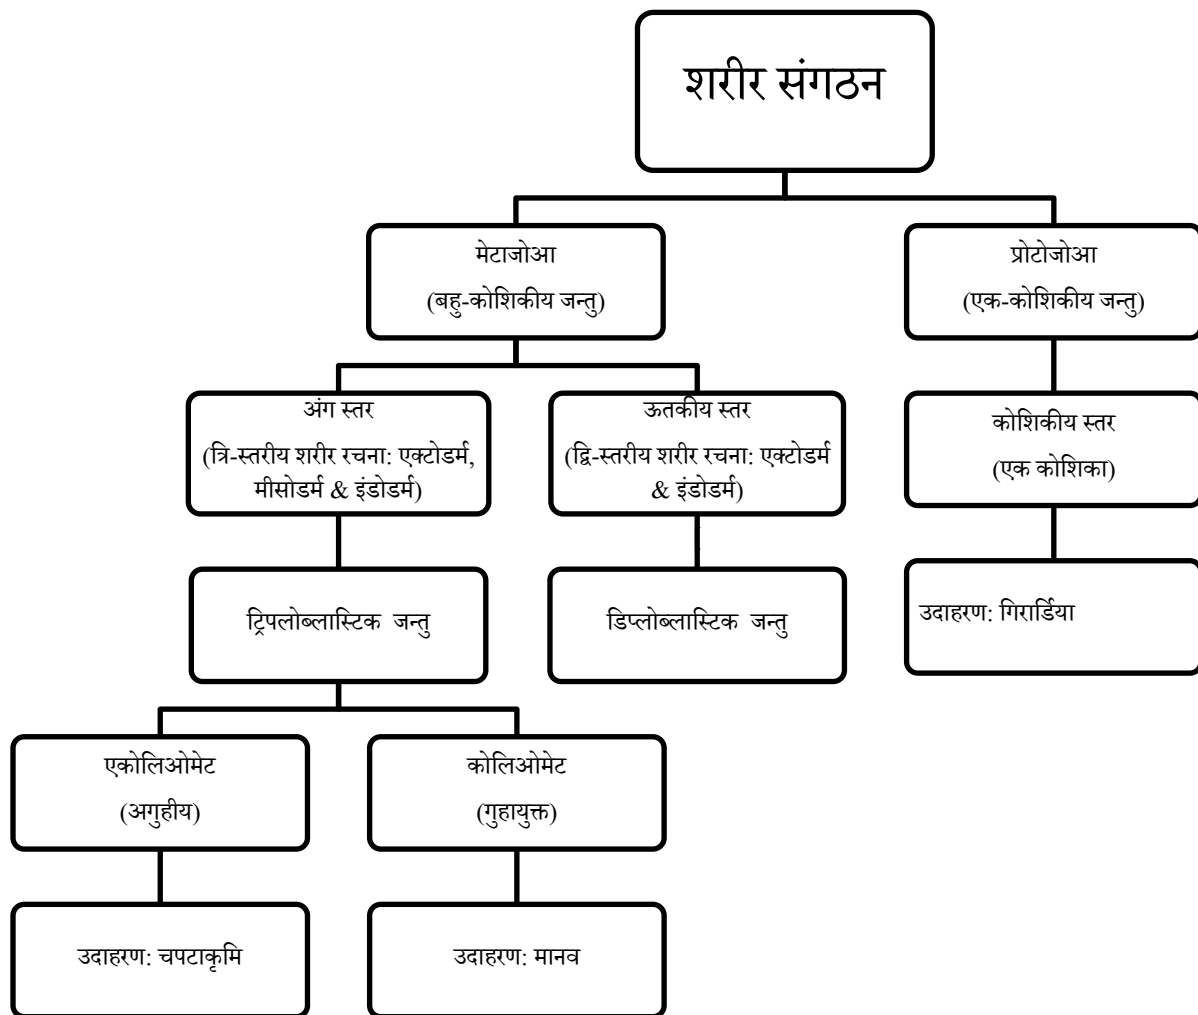 शरीर संगठन
मेटाजोआ
(बहु-कोशिकीय जन्तु)
प्रोटोजोआ
(एक-कोशिकीय जन्तु)
अंग स्तर
(त्रि-स्तरीय शरीर रचना: एक्टोडर्म,
मीसोडर्म & इंडोडर्म)
ऊतकीय स्तर
(द्वि-स्तरीय शरीर रचना: एक्टोडर्म
& इंडोडर्म)
कोशिकीय स्तर
(एक कोशिका)
ट्रिपलोब्लास्टिक जन्तु
डिप्लोब्लास्टिक जन्तु
उदाहरण: गिरार्डिया
एकोलिओमेट
(अगुहीय)
कोलिओमेट
(गुहायुक्त)
उदाहरण: चपटाकृमि
उदाहरण: मानव